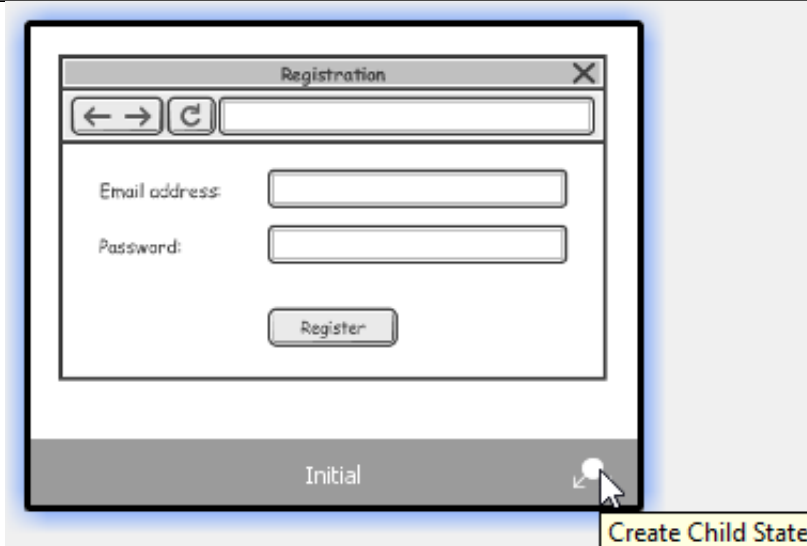 Registration
Email address:
Password:
Register
Initial
Create Child State